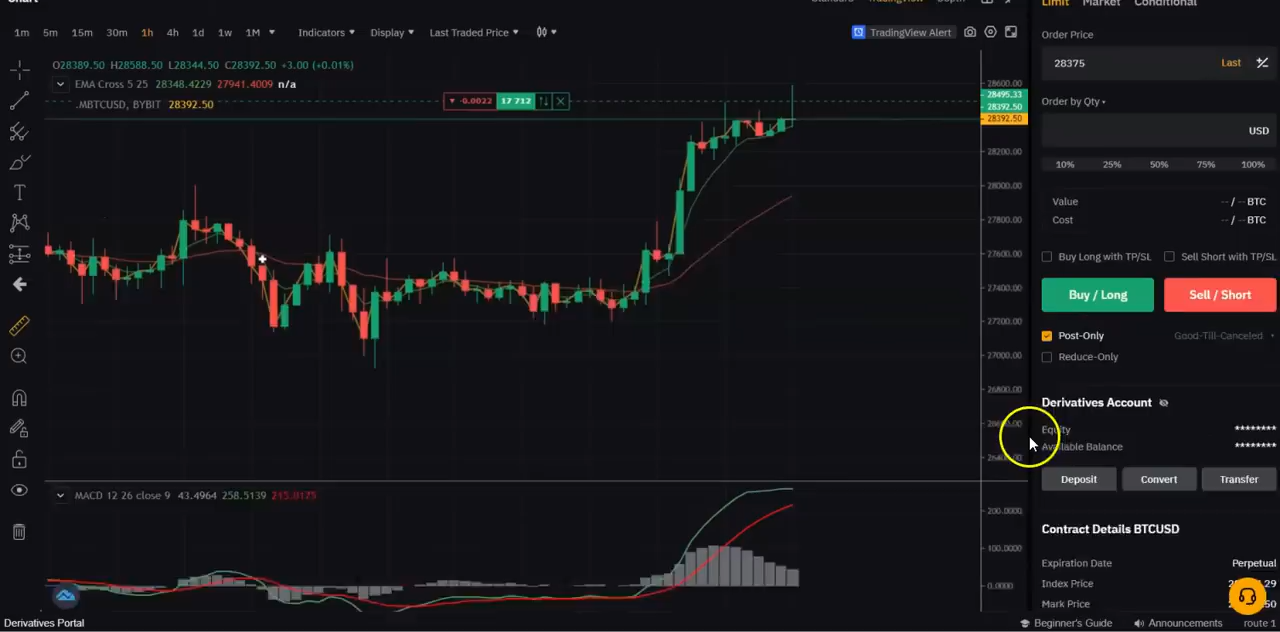 Chart
Standard TradingView Depth
1m 5m 15m 30m 1h 4h 1d 1w 1M Indicators Display Last Traded Price
TradingView Alert
O28389.50 H28588.50 L28344.50 C28392.50 +3.00 (+0.01%)
EMA Cross 5 25 28348.4229 27941.4009 n/a
.MBTCUSD, BYBIT 28392.50
-0.0022 17 712
28600.00
28495.33
28392.50
28392.50
28200.00
28000.00
27800.00
27600.00
27400.00
27200.00
27000.00
26800.00
MACD 12 26 close 9 43.4964 258.5139 215.0175
200.0000
100.0000
0.0000
Limit Market Conditional
Order Price
28375 Last
Order by Qty
USD
10% 25% 50% 75% 100%
Value -- / -- BTC
Cost -- / -- BTC
Buy Long with TP/SL Sell Short with TP/SL
Buy / Long Sell / Short
Post-Only Good-Till-Canceled
Reduce-Only
Derivatives Account
Equity ********
Available Balance ********
Deposit Convert Transfer
Contract Details BTCUSD
Expiration Date Perpetual
Index Price
Mark Price
Derivatives Portal
Beginner's Guide Announcements route 1